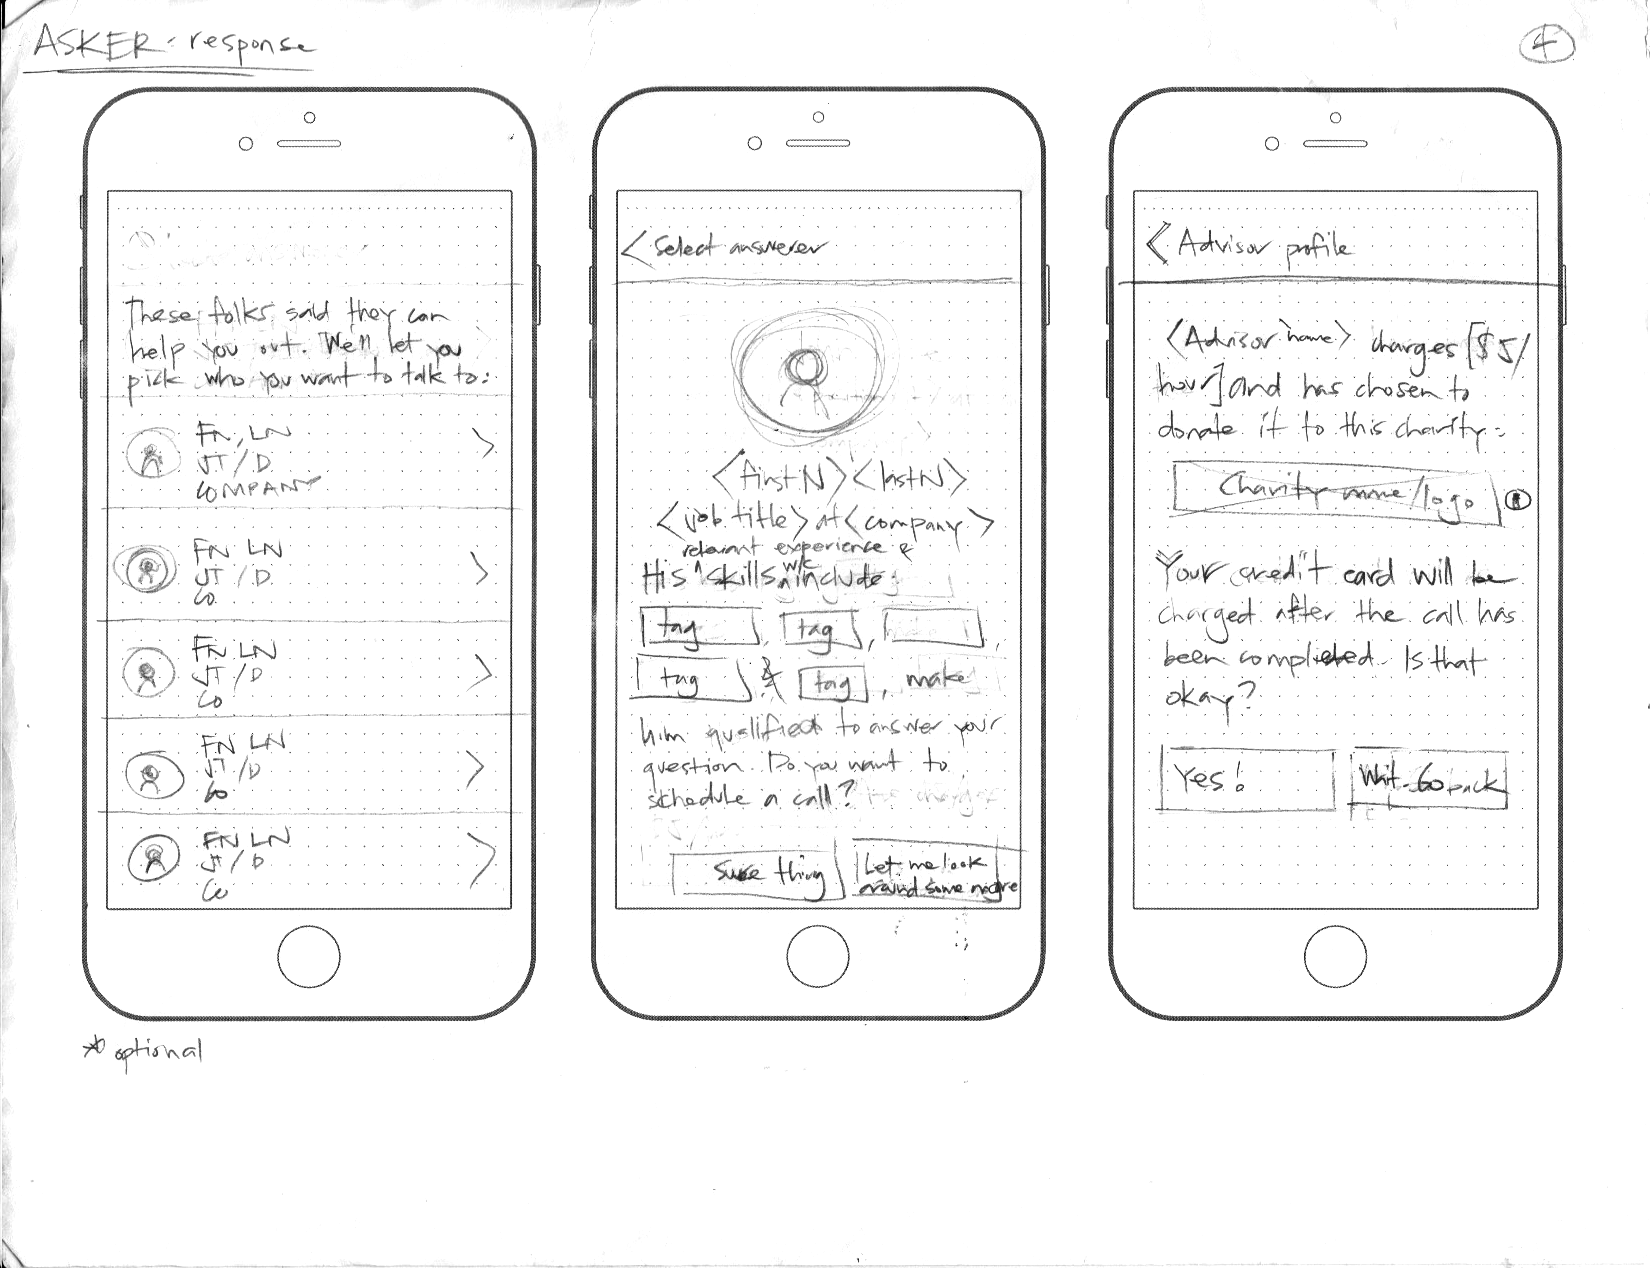 ASKER: response
4
These folks said they can
help you out. We'll let you
pick who you want to talk to:
FN, LN
JT / D
COMPANY
FN LN
JT / D
Co
FN LN
JT / D
Co
FN LN
JT / D
Co
FN LN
JT / D
Co
* optional
< Select answerer
<first N> <last N>
<job title> at <company>
relevant experience &
His ^ skills w/c include:
tag, tag, ,
tag & tag, make
him qualified to answer your
question. Do you want to
schedule a call?
Sure thing
Let me look
around some more
< Advisor profile
<Advisor name> charges [$5/
hour] and has chosen to
donate it to this charity:
Charity name/logo
Your credit card will be
charged after the call has
been completed. Is that
okay?
Yes!
Wait. Go back